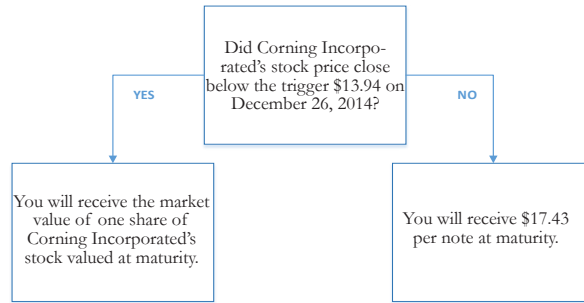 Did Corning Incorpo-
rated's stock price close
below the trigger $13.94 on
December 26, 2014?
YES
NO
You will receive the market
value of one share of
Corning Incorporated's
stock valued at maturity.
You will receive $17.43
per note at maturity.